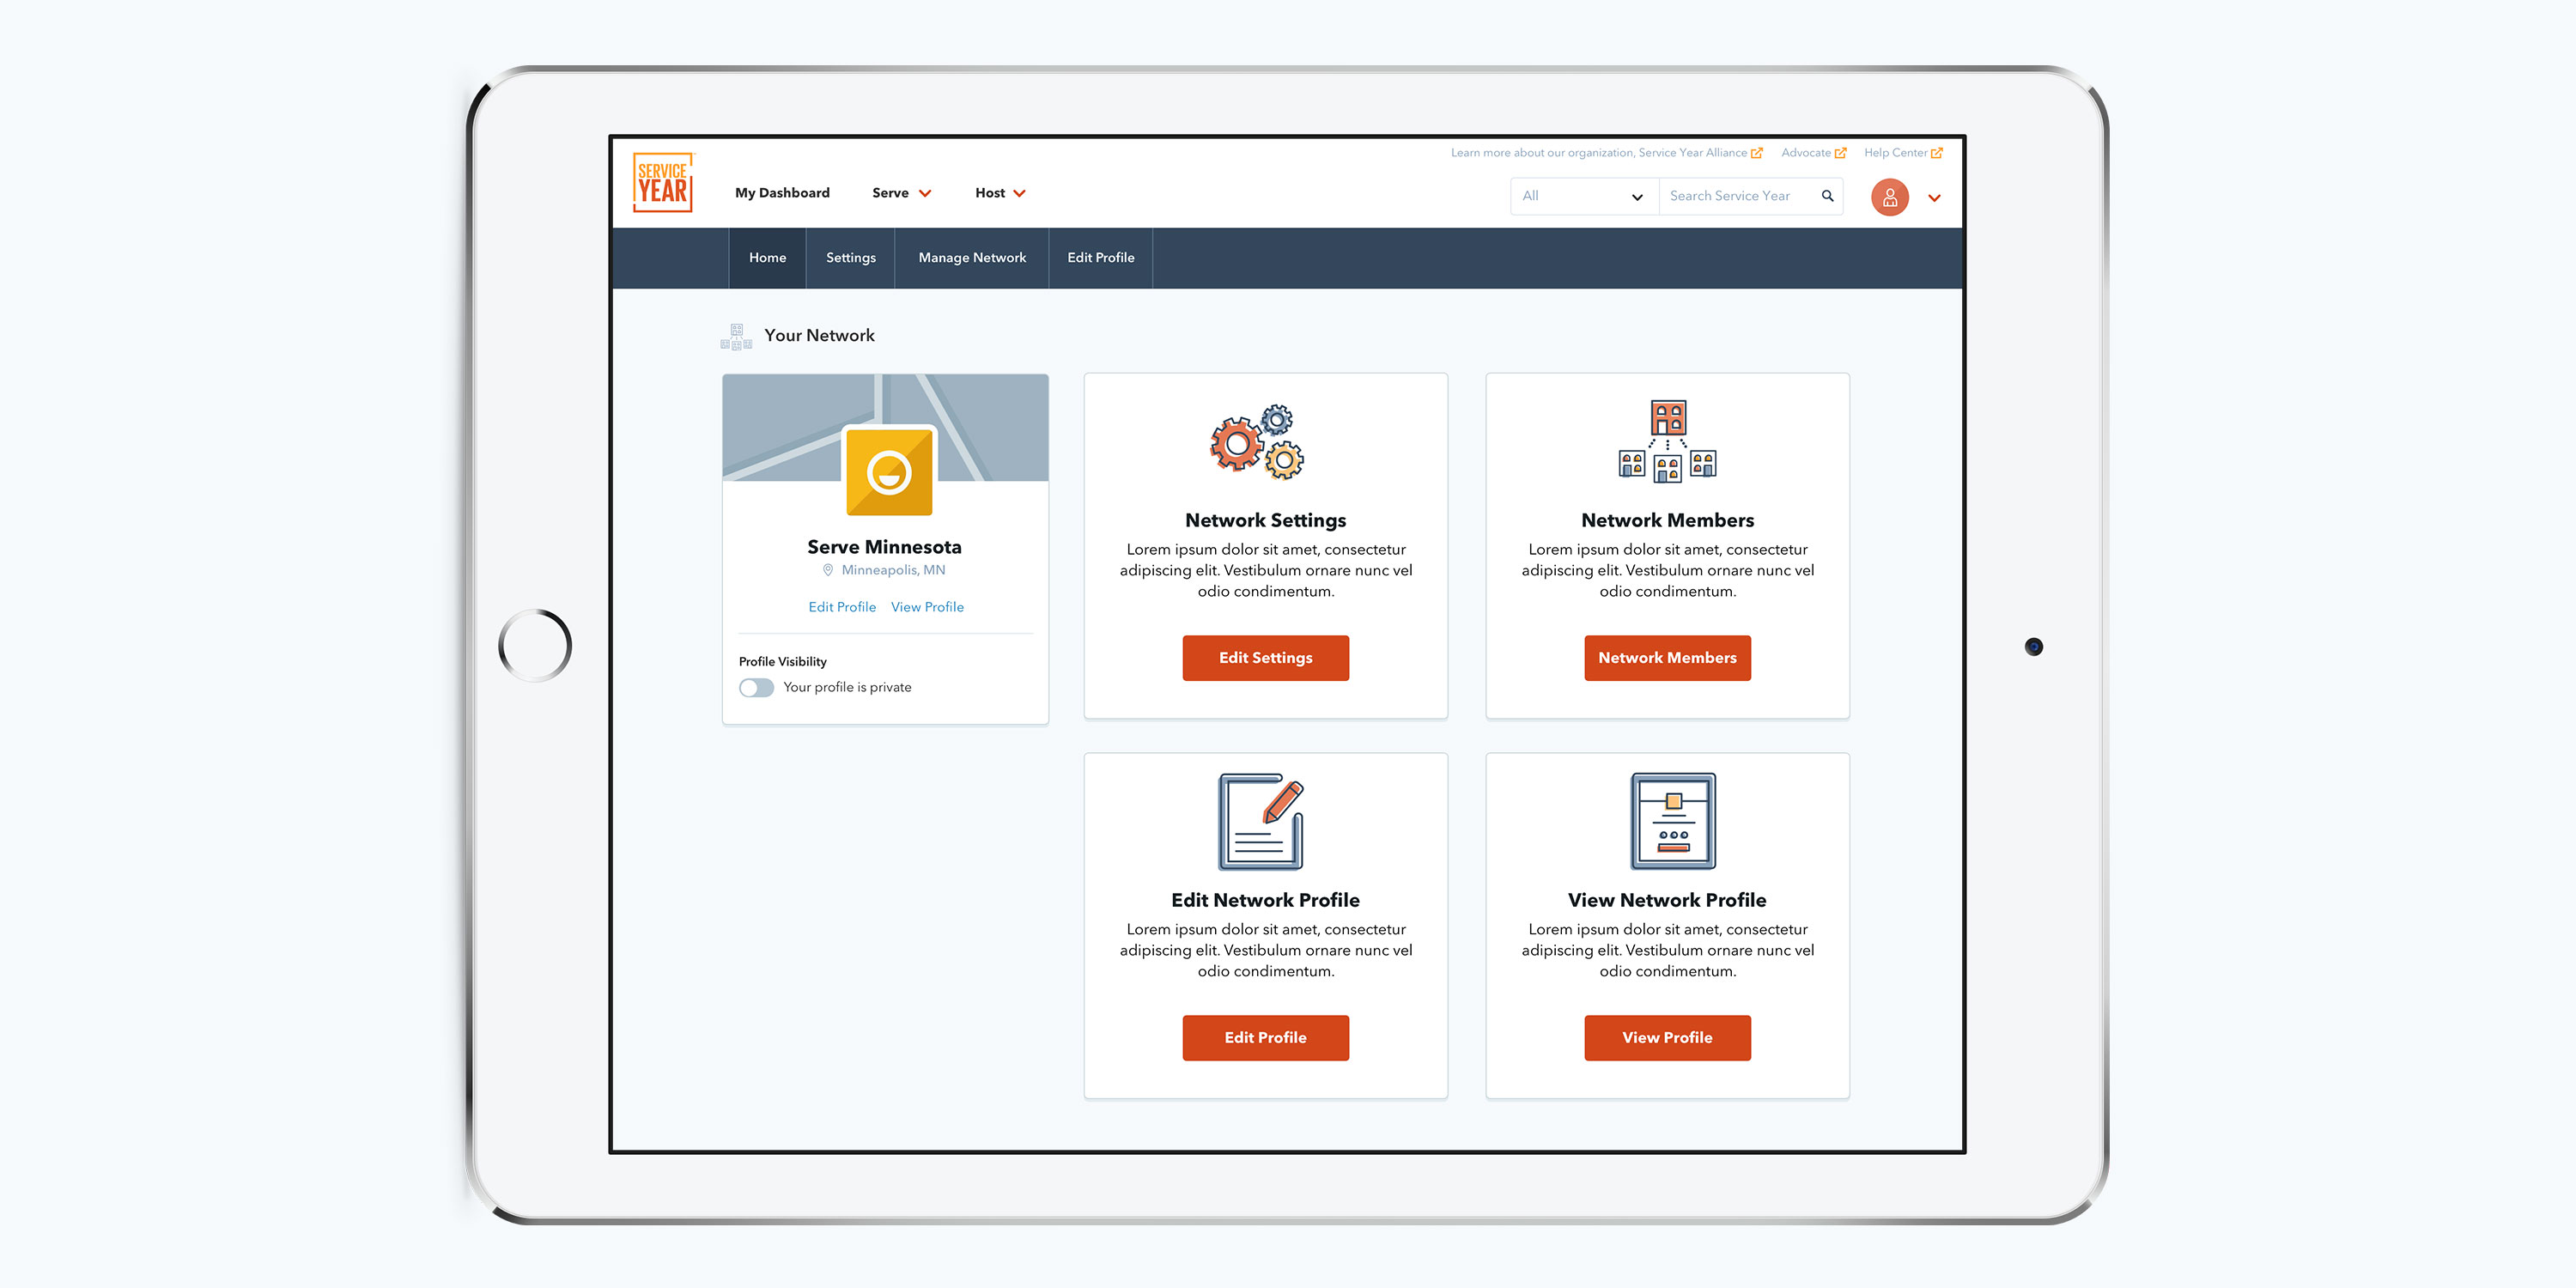 Learn more about our organization, Service Year Alliance
Advocate
Help Center
SERVICE
YEAR
My Dashboard
Serve
Host
All
Search Service Year
Home
Settings
Manage Network
Edit Profile
Your Network
Serve Minnesota
Minneapolis, MN
Edit Profile
View Profile
Profile Visibility
Your profile is private
Network Settings
Lorem ipsum dolor sit amet, consectetur
adipiscing elit. Vestibulum ornare nunc vel
odio condimentum.
Edit Settings
Network Members
Lorem ipsum dolor sit amet, consectetur
adipiscing elit. Vestibulum ornare nunc vel
odio condimentum.
Network Members
Edit Network Profile
Lorem ipsum dolor sit amet, consectetur
adipiscing elit. Vestibulum ornare nunc vel
odio condimentum.
Edit Profile
View Network Profile
Lorem ipsum dolor sit amet, consectetur
adipiscing elit. Vestibulum ornare nunc vel
odio condimentum.
View Profile